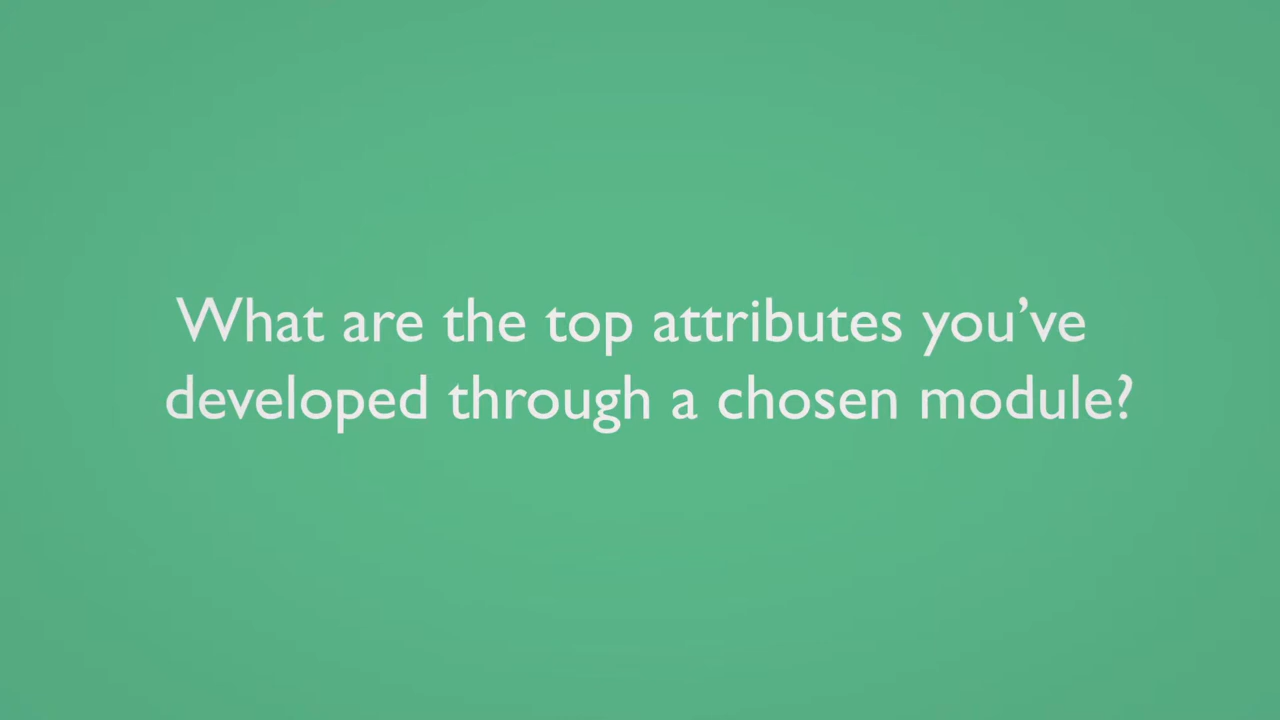 What are the top attributes you’ve
developed through a chosen module?